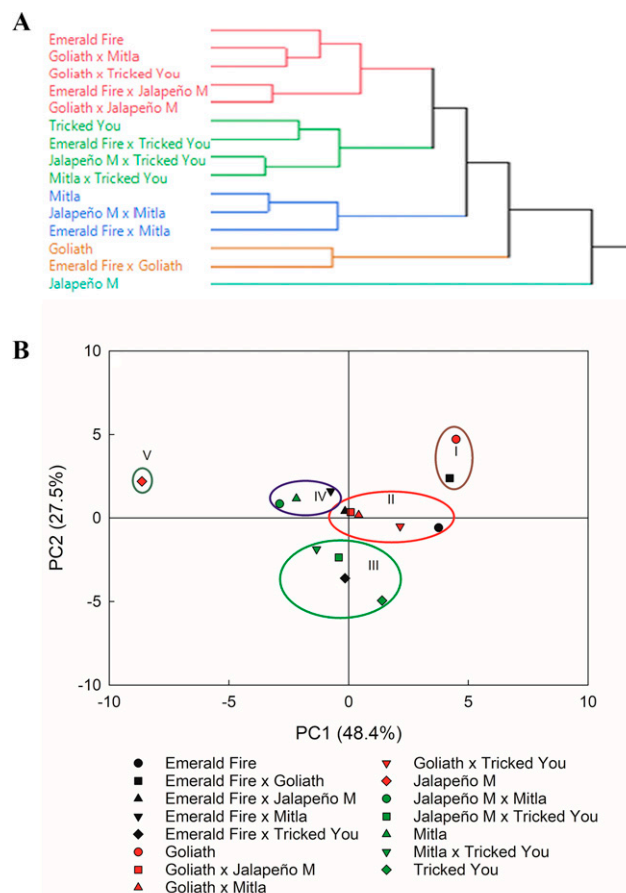 A
Emerald Fire
Goliath x Mitla
Goliath x Tricked You
Emerald Fire x Jalapeño M
Goliath x Jalapeño M
Tricked You
Emerald Fire x Tricked You
Jalapeño M x Tricked You
Mitla x Tricked You
Mitla
Jalapeño M x Mitla
Emerald Fire x Mitla
Goliath
Emerald Fire x Goliath
Jalapeño M
B
10
5
0
-5
-10
PC2 (27.5%)
V
I
IV
II
III
-10
-5
0
5
10
PC1 (48.4%)
Emerald Fire
Emerald Fire x Goliath
Emerald Fire x Jalapeño M
Emerald Fire x Mitla
Emerald Fire x Tricked You
Goliath
Goliath x Jalapeño M
Goliath x Mitla
Goliath x Tricked You
Jalapeño M
Jalapeño M x Mitla
Jalapeño M x Tricked You
Mitla
Mitla x Tricked You
Tricked You